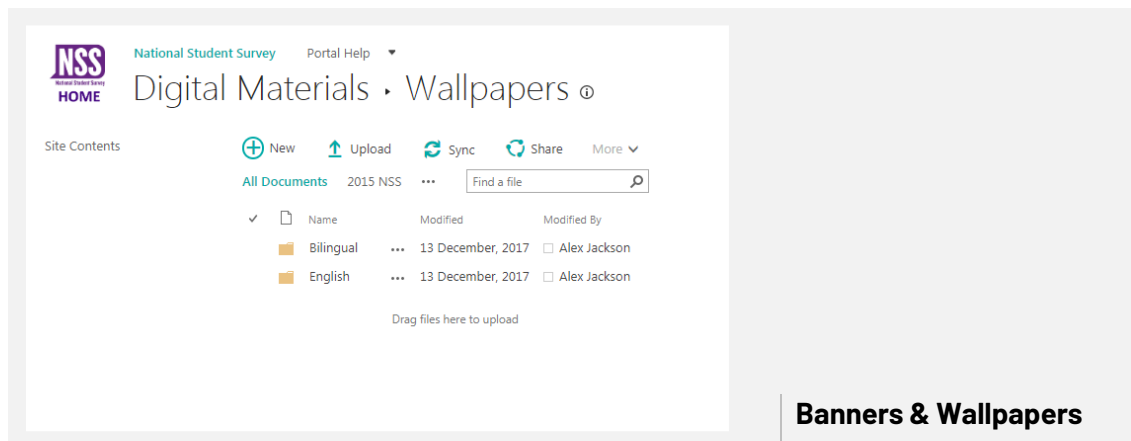 NSS
National Student Survey
HOME
National Student Survey Portal Help
Digital Materials ▸ Wallpapers
Site Contents
New Upload Sync Share More
All Documents 2015 NSS ••• Find a file
Name Modified Modified By
Bilingual ••• 13 December, 2017 Alex Jackson
English ••• 13 December, 2017 Alex Jackson
Drag files here to upload
Banners & Wallpapers